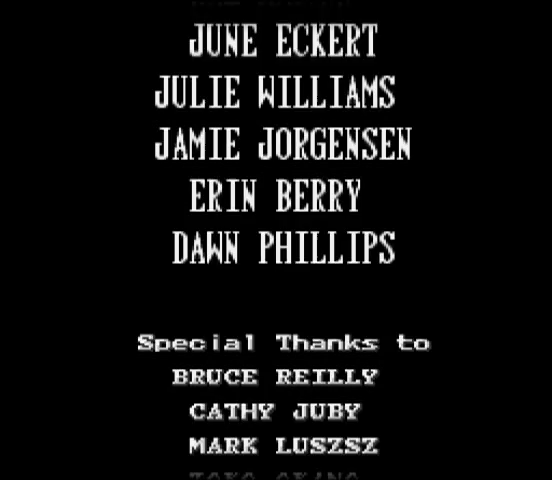 JUNE ECKERT
JULIE WILLIAMS
JAMIE JORGENSEN
ERIN BERRY
DAWN PHILLIPS
Special Thanks to
BRUCE REILLY
CATHY JUBY
MARK LUSZSZ